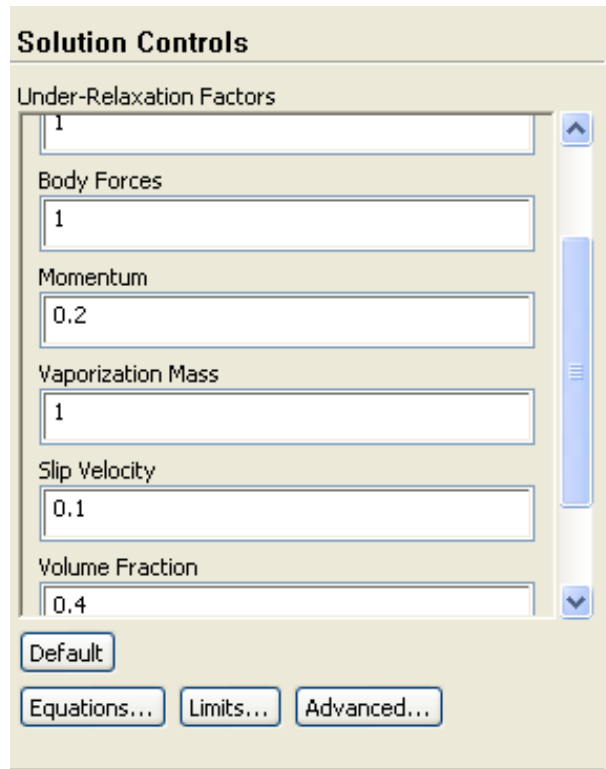 Solution Controls
Under-Relaxation Factors
1
Body Forces
1
Momentum
0.2
Vaporization Mass
1
Slip Velocity
0.1
Volume Fraction
0.4
Default
Equations... Limits... Advanced...